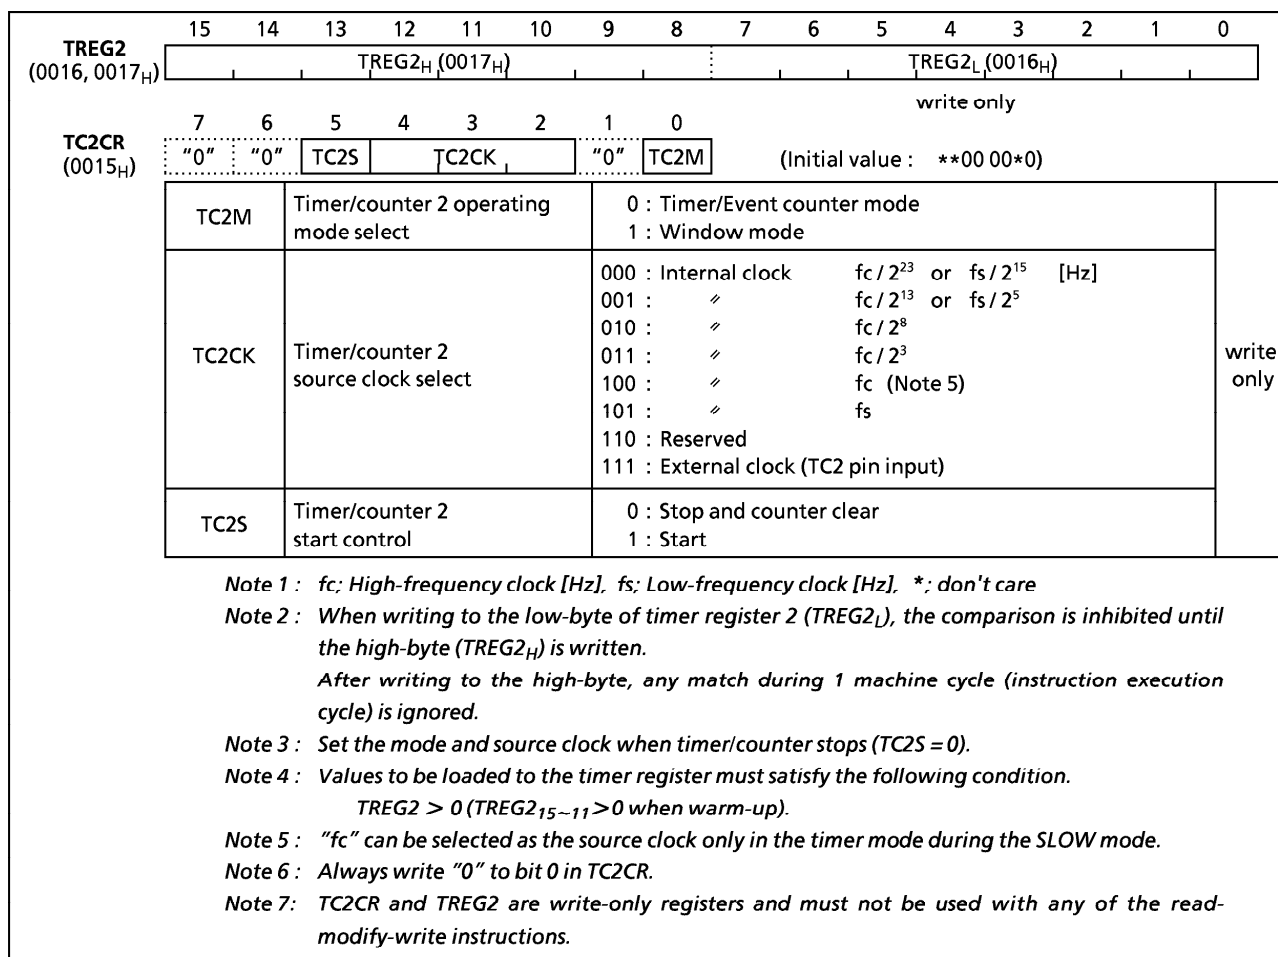 15 14 13 12 11 10 9 8 7 6 5 4 3 2 1 0
TREG2
(0016, 0017H)
TREG2H (0017H) TREG2L (0016H)
write only
7 6 5 4 3 2 1 0
TC2CR
(0015H)
"0" "0" TC2S TC2CK "0" TC2M (Initial value : **00 00*0)
TC2M
Timer/counter 2 operating
mode select
0 : Timer/Event counter mode
1 : Window mode
TC2CK
Timer/counter 2
source clock select
000 : Internal clock fc / 2²³ or fs / 2¹⁵ [Hz]
001 : 〃 fc / 2¹³ or fs / 2⁵
010 : 〃 fc / 2⁸
011 : 〃 fc / 2³
100 : 〃 fc (Note 5)
101 : 〃 fs
110 : Reserved
111 : External clock (TC2 pin input)
TC2S
Timer/counter 2
start control
0 : Stop and counter clear
1 : Start
write
only
Note 1 : fc; High-frequency clock [Hz], fs; Low-frequency clock [Hz], *; don't care
Note 2 : When writing to the low-byte of timer register 2 (TREG2L), the comparison is inhibited until
the high-byte (TREG2H) is written.
After writing to the high-byte, any match during 1 machine cycle (instruction execution
cycle) is ignored.
Note 3 : Set the mode and source clock when timer/counter stops (TC2S = 0).
Note 4 : Values to be loaded to the timer register must satisfy the following condition.
TREG2 > 0 (TREG2₁₅~₁₁ > 0 when warm-up).
Note 5 : "fc" can be selected as the source clock only in the timer mode during the SLOW mode.
Note 6 : Always write "0" to bit 0 in TC2CR.
Note 7: TC2CR and TREG2 are write-only registers and must not be used with any of the read-
modify-write instructions.